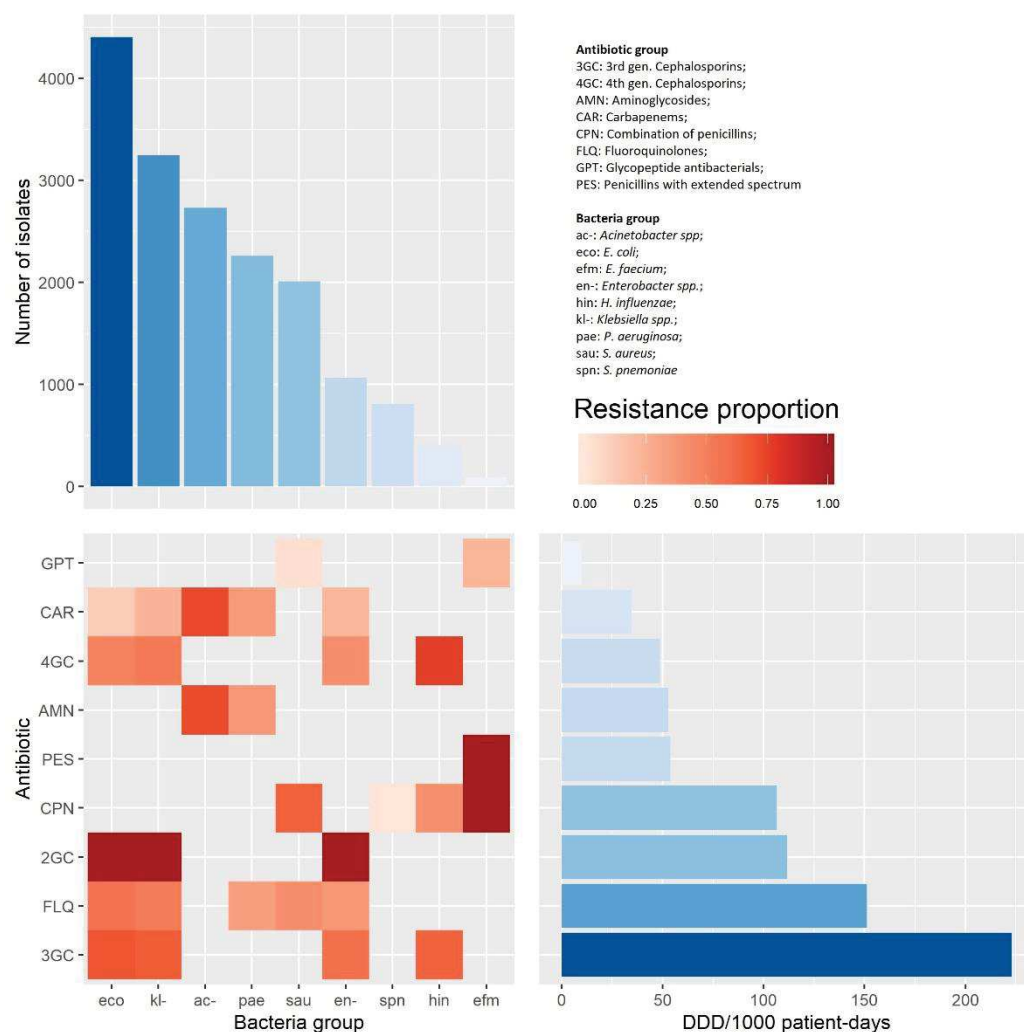 4000
3000
2000
1000
0
Number of isolates
Antibiotic group
3GC: 3rd gen. Cephalosporins;
4GC: 4th gen. Cephalosporins;
AMN: Aminoglycosides;
CAR: Carbapenems;
CPN: Combination of penicillins;
FLQ: Fluoroquinolones;
GPT: Glycopeptide antibacterials;
PES: Penicillins with extended spectrum
Bacteria group
ac-: Acinetobacter spp;
eco: E. coli;
efm: E. faecium;
en-: Enterobacter spp.;
hin: H. influenzae;
kl-: Klebsiella spp.;
pae: P. aeruginosa;
sau: S. aureus;
spn: S. pnemoniae
Resistance proportion
0.00 0.25 0.50 0.75 1.00
GPT
CAR
4GC
AMN
PES
CPN
2GC
FLQ
3GC
Antibiotic
eco kl- ac- pae sau en- spn hin efm
Bacteria group
0 50 100 150 200
DDD/1000 patient-days